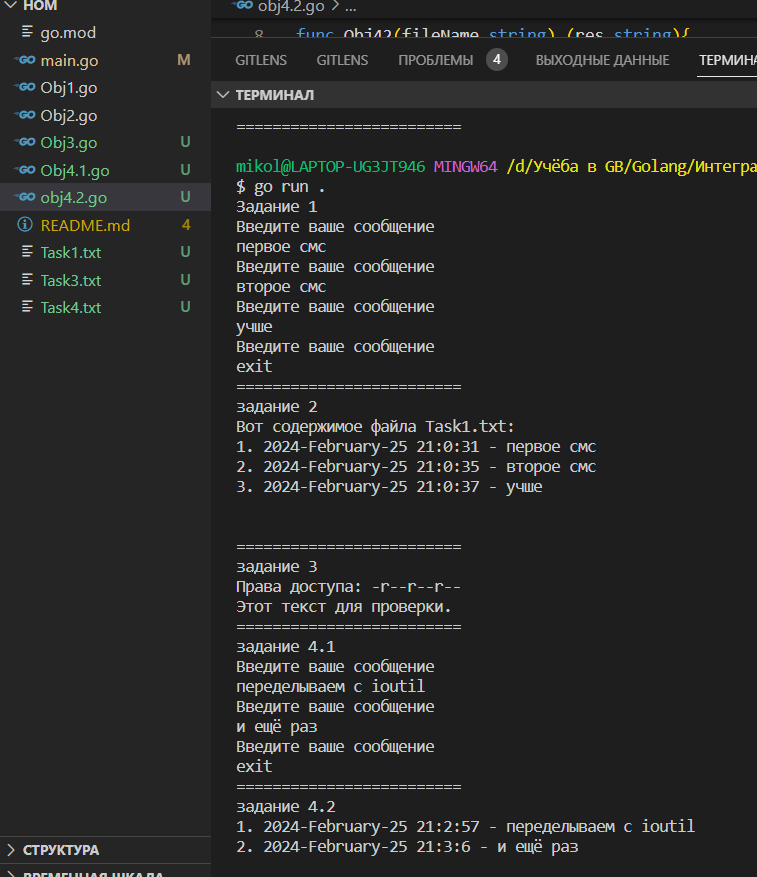 НОМ
go.mod
main.go M
Obj1.go
Obj2.go
Obj3.go U
Obj4.1.go U
obj4.2.go U
README.md 4
Task1.txt U
Task3.txt U
Task4.txt U
СТРУКТУРА
ВРЕМЕННАЯ ШКАЛА
obj4.2.go > ...
8 func Obj42(fileName string) (res string){
GITLENS GITLENS ПРОБЛЕМЫ 4 ВЫХОДНЫЕ ДАННЫЕ ТЕРМИНА
ТЕРМИНАЛ
=========================
mikol@LAPTOP-UG3JT946 MINGW64 /d/Учёба в GB/Golang/Интегра
$ go run .
Задание 1
Введите ваше сообщение
первое смс
Введите ваше сообщение
второе смс
Введите ваше сообщение
учше
Введите ваше сообщение
exit
=========================
задание 2
Вот содержимое файла Task1.txt:
1. 2024-February-25 21:0:31 - первое смс
2. 2024-February-25 21:0:35 - второе смс
3. 2024-February-25 21:0:37 - учше
=========================
задание 3
Права доступа: -r--r--r--
Этот текст для проверки.
=========================
задание 4.1
Введите ваше сообщение
переделываем с ioutil
Введите ваше сообщение
и ещё раз
Введите ваше сообщение
exit
=========================
задание 4.2
1. 2024-February-25 21:2:57 - переделываем с ioutil
2. 2024-February-25 21:3:6 - и ещё раз